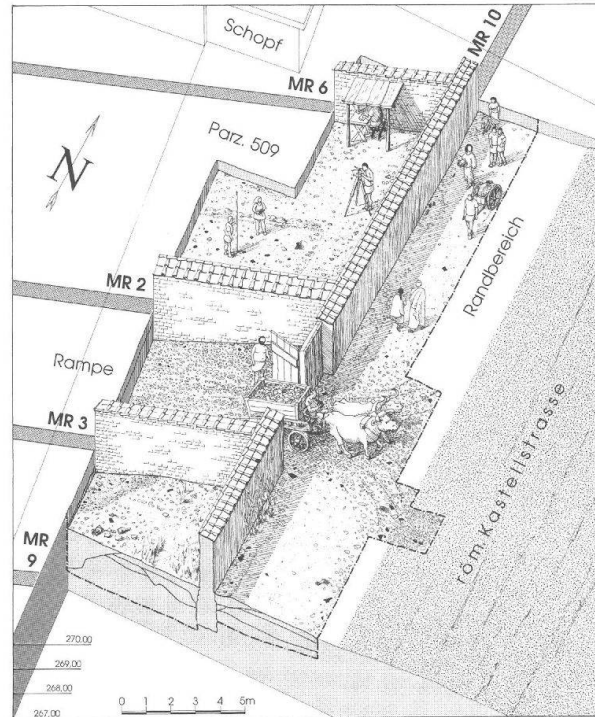 Schopf
MR 10
MR 6
Parz. 509
N
MR 2
Randbereich
Rampe
MR 3
röm. Kastellstrasse
MR
9
270.00
269.00
268.00
267.00
0 1 2 3 4 5m